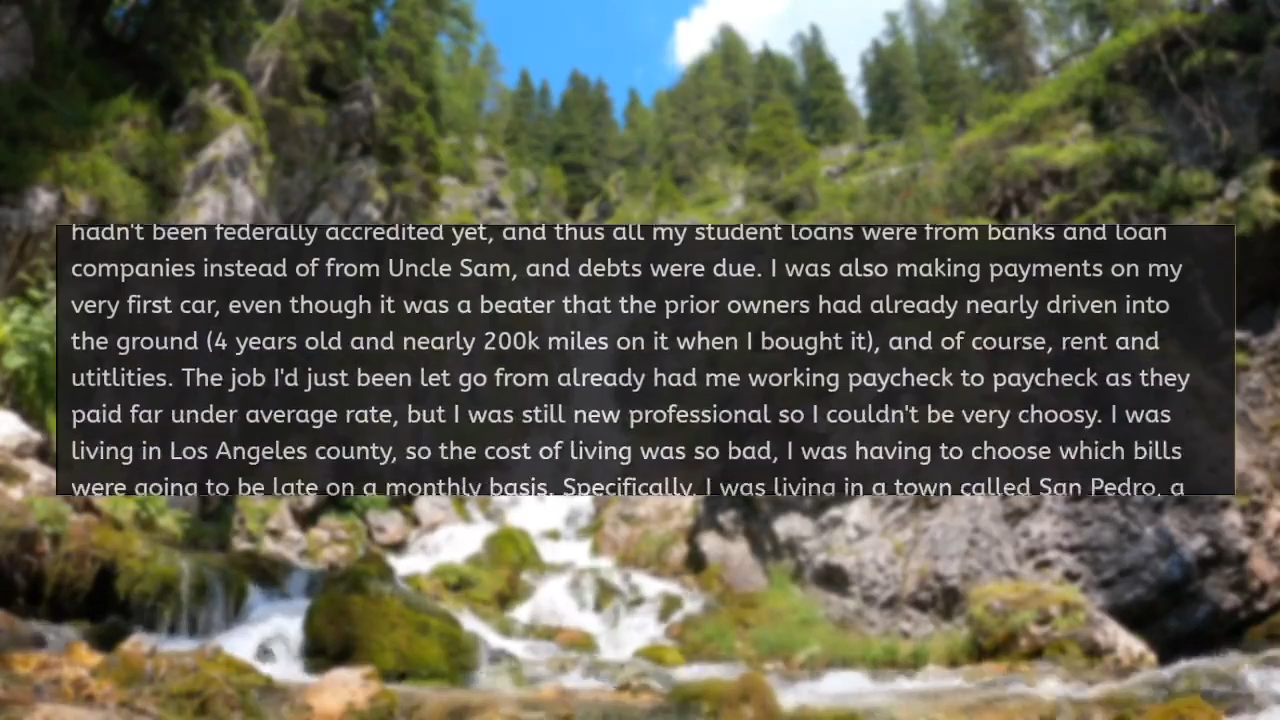 hadn't been federally accredited yet, and thus all my student loans were from banks and loan
companies instead of from Uncle Sam, and debts were due. I was also making payments on my
very first car, even though it was a beater that the prior owners had already nearly driven into
the ground (4 years old and nearly 200k miles on it when I bought it), and of course, rent and
utitlities. The job I'd just been let go from already had me working paycheck to paycheck as they
paid far under average rate, but I was still new professional so I couldn't be very choosy. I was
living in Los Angeles county, so the cost of living was so bad, I was having to choose which bills
were going to be late on a monthly basis. Specifically, I was living in a town called San Pedro, a